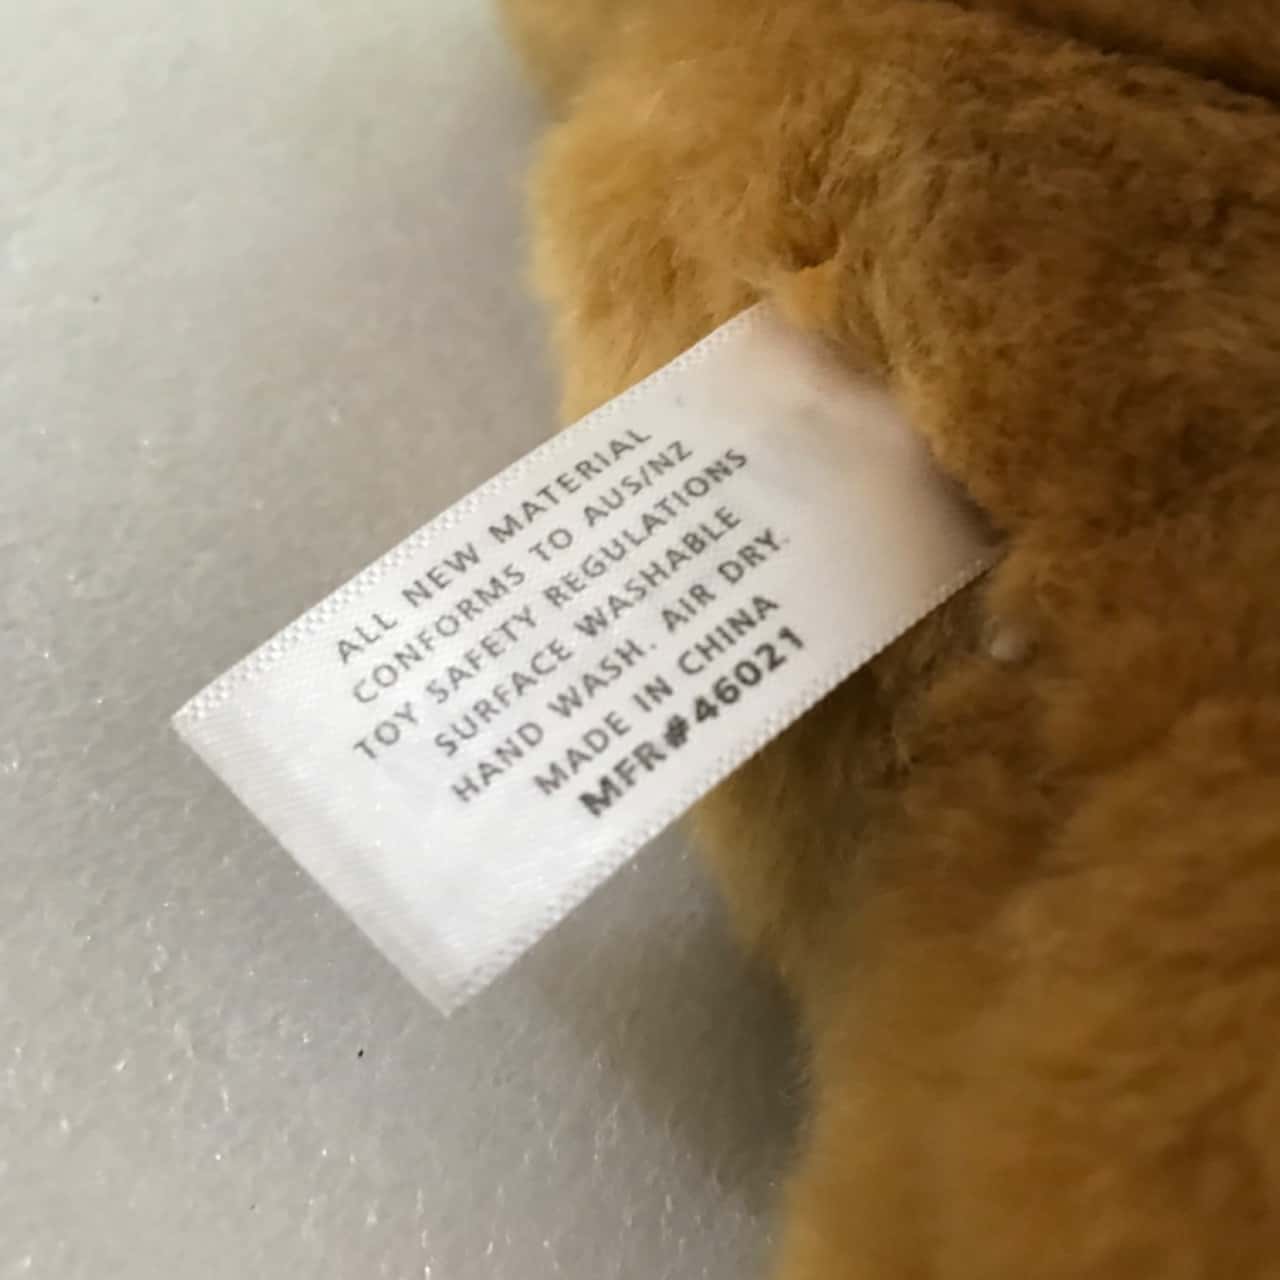 ALL NEW MATERIAL
CONFORMS TO AUS/NZ
TOY SAFETY REGULATIONS
SURFACE WASHABLE
HAND WASH. AIR DRY.
MADE IN CHINA
MFR#46021